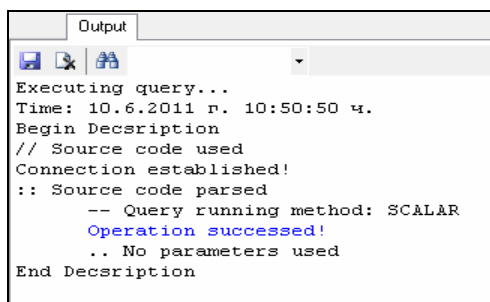 Output
Executing query...
Time: 10.6.2011 г. 10:50:50 ч.
Begin Decsription
// Source code used
Connection established!
:: Source code parsed
-- Query running method: SCALAR
Operation successed!
.. No parameters used
End Decsription